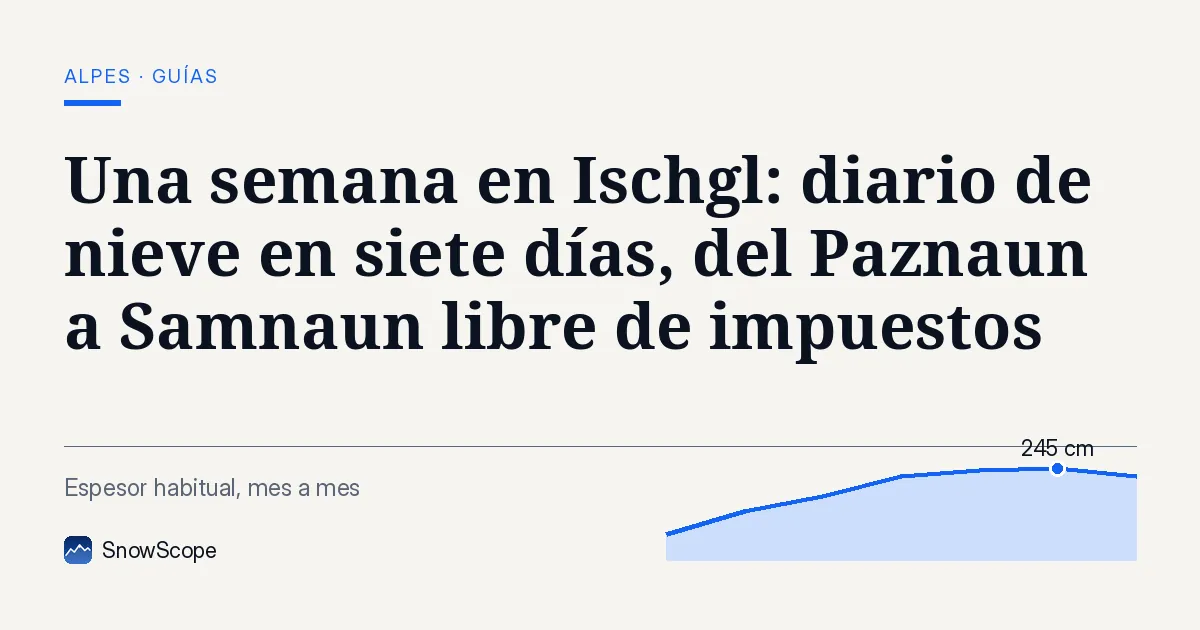 ALPES · GUÍAS
Una semana en Ischgl: diario de
nieve en siete días, del Paznaun
a Samnaun libre de impuestos
245 cm
Espesor habitual, mes a mes
SnowScope